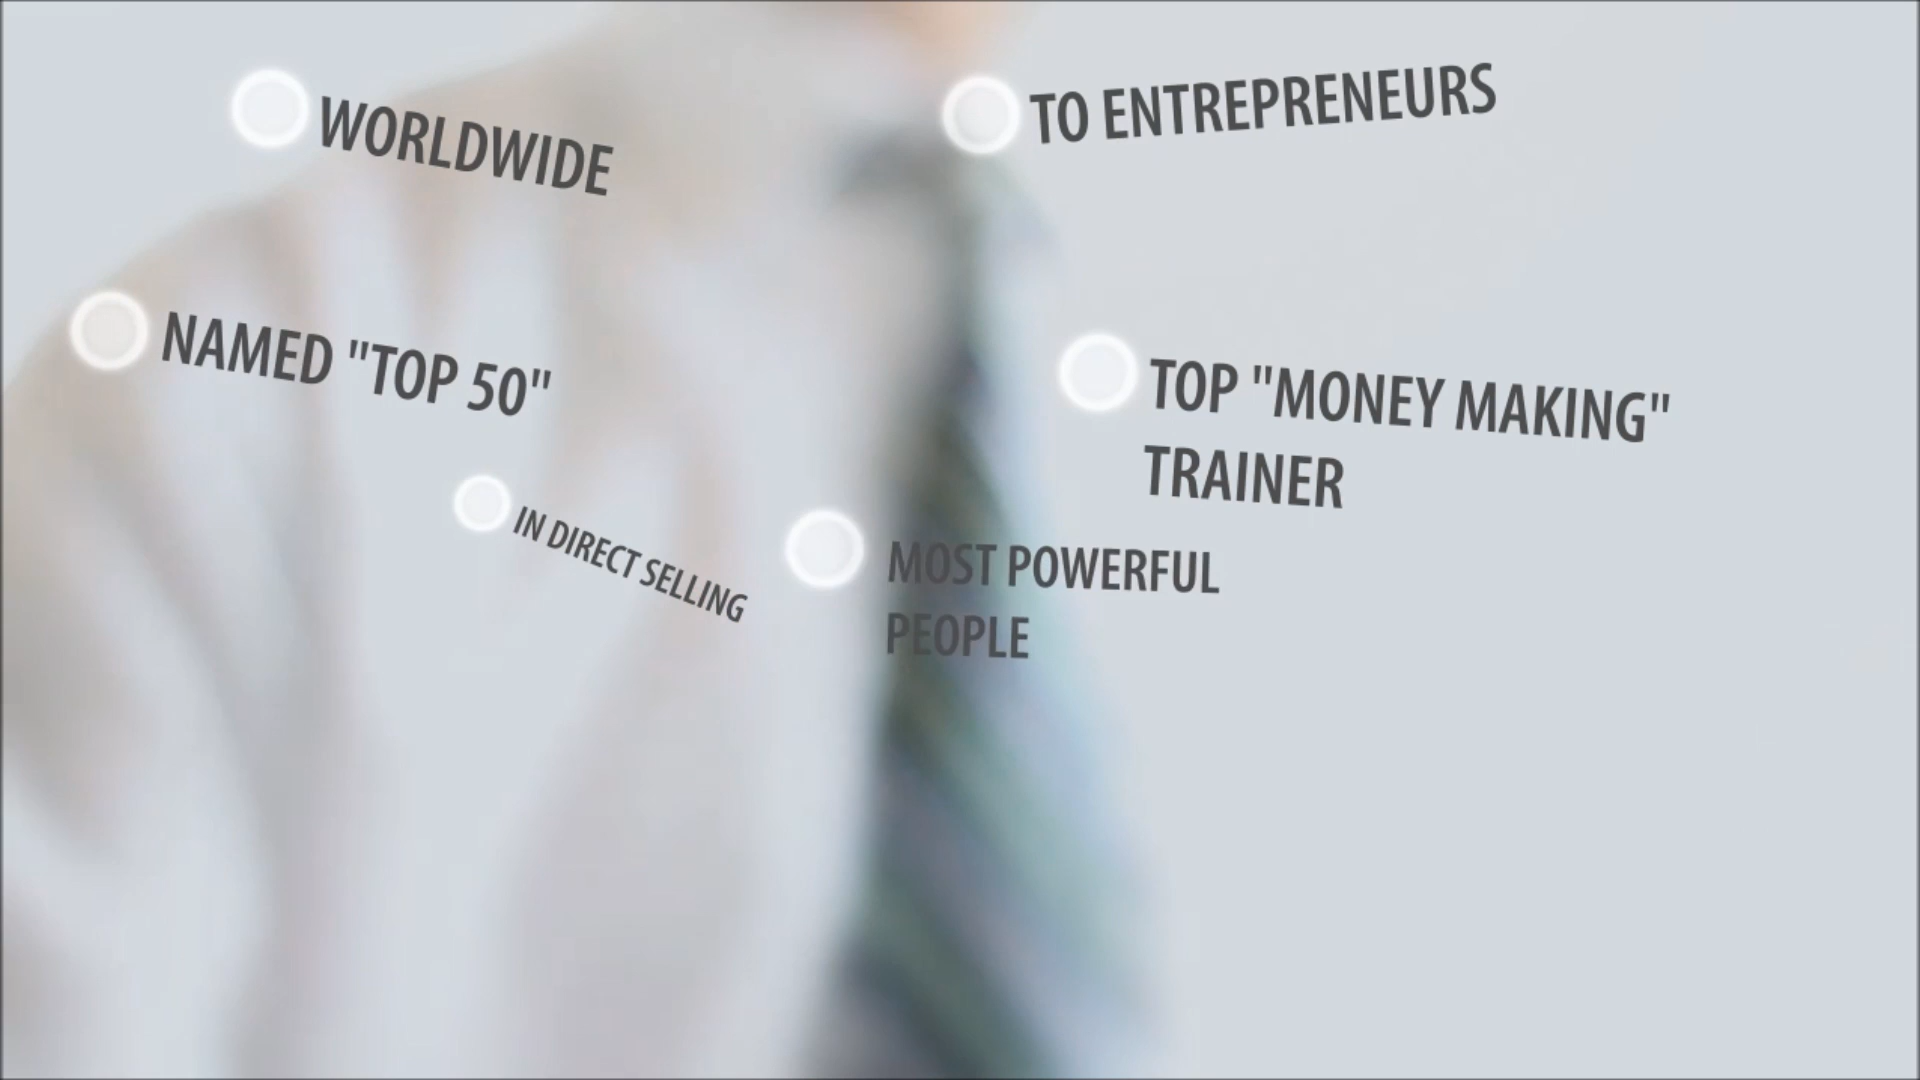 WORLDWIDE
TO ENTREPRENEURS
NAMED "TOP 50"
TOP "MONEY MAKING"
TRAINER
IN DIRECT SELLING
MOST POWERFUL
PEOPLE